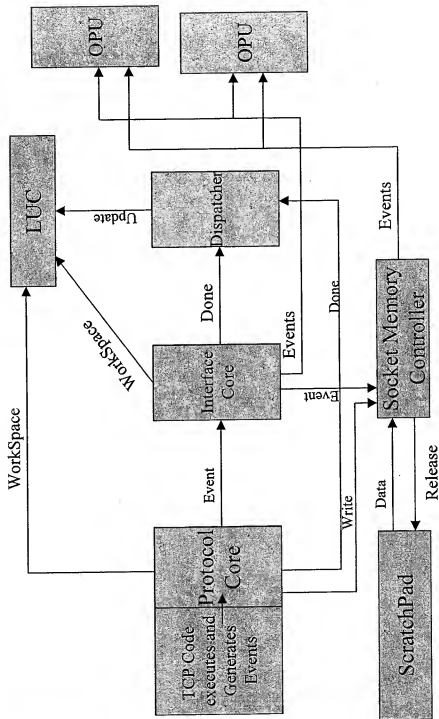 OPU
OPU
LUC
Update
Dispatcher
WorkSpace
WorkSpace
Done
Events
Done
Events
Interface
Core
Event
Event
Socket Memory
Controller
Write
Data
Release
Protocol
Core
TCP Code
executes and
Generates
Events
ScratchPad